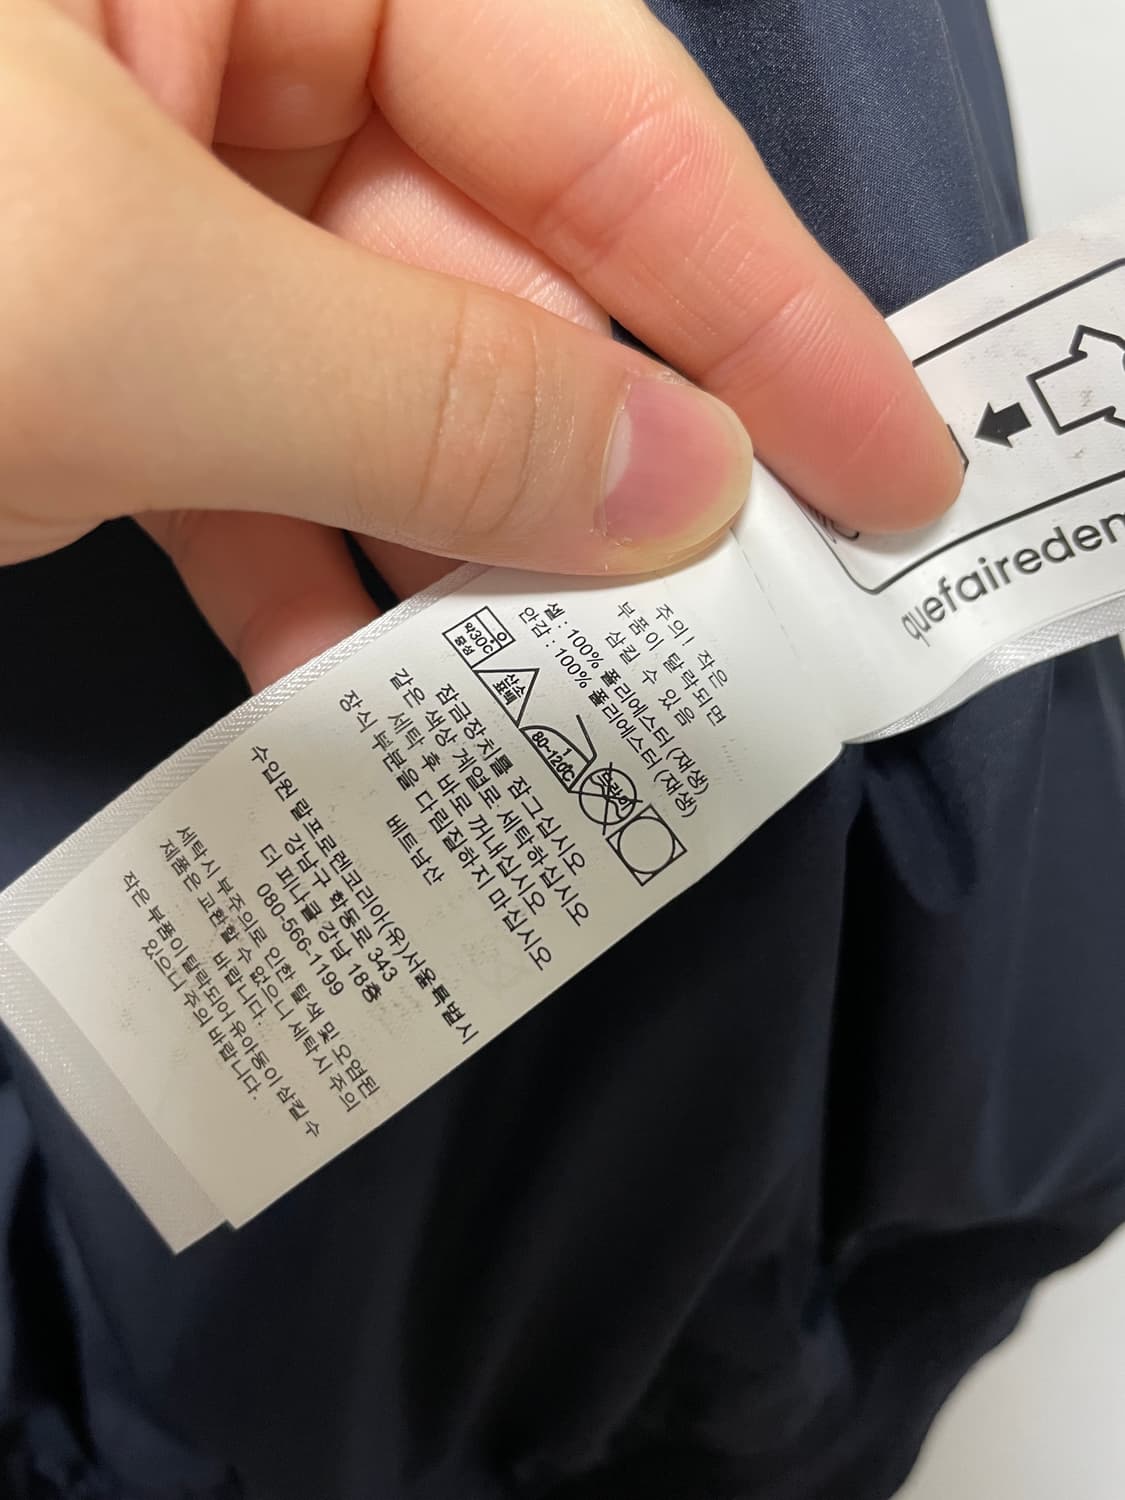 주의! 작은
부품이 탈락되면
삼킬 수 있음
셸 : 100% 폴리에스터 (재생)
안감 : 100% 폴리에스터 (재생)
약30℃
중성
산소
표백
80~120℃
드라이
잠금장치를 잠그십시오
같은 색상 계열로 세탁하십시오
세탁 후 바로 꺼내십시오
장식 부분을 다림질하지 마십시오
베트남산
수입원 랄프로렌코리아(유)서울특별시
강남구 학동로 343
더 피나클 강남 18층
080-566-1199
세탁시 부주의로 인한 탈색 및 오염된
제품은 교환할 수 없으니 세탁시 주의
바랍니다.
작은 부품이 탈락되어 유아동이 삼킬 수
있으니 주의 바랍니다.
quefairedem